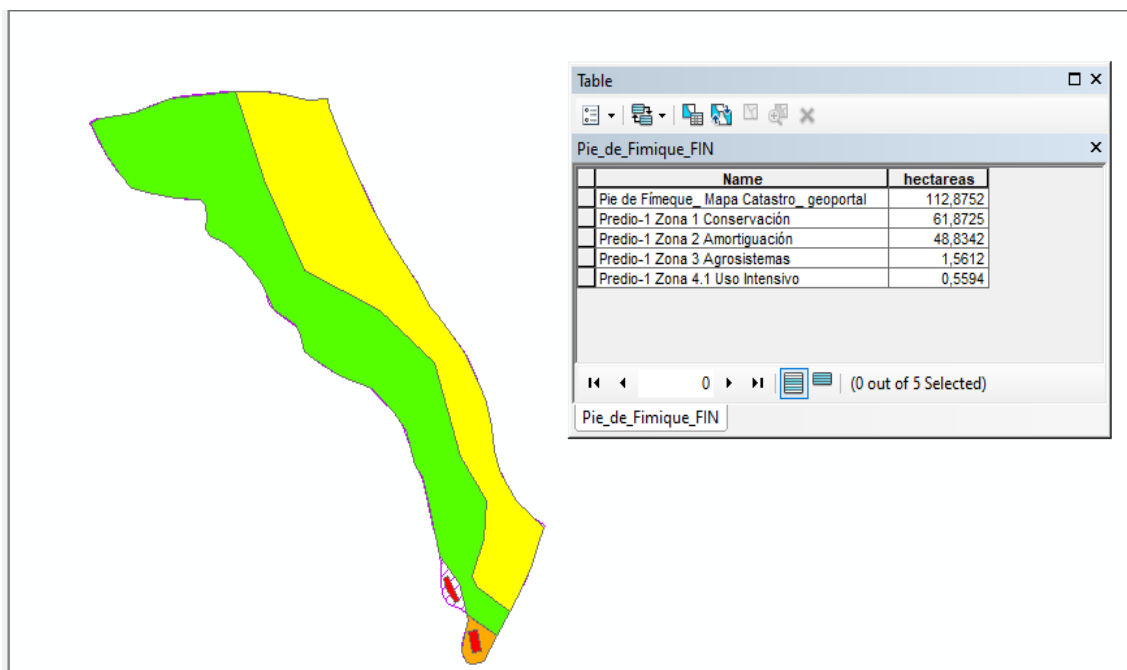 Table
Pie_de_Fimique_FIN
Name hectareas
Pie de Fímeque_ Mapa Catastro_ geoportal 112,8752
Predio-1 Zona 1 Conservación 61,8725
Predio-1 Zona 2 Amortiguación 48,8342
Predio-1 Zona 3 Agrosistemas 1,5612
Predio-1 Zona 4.1 Uso Intensivo 0,5594
0 (0 out of 5 Selected)
Pie_de_Fimique_FIN